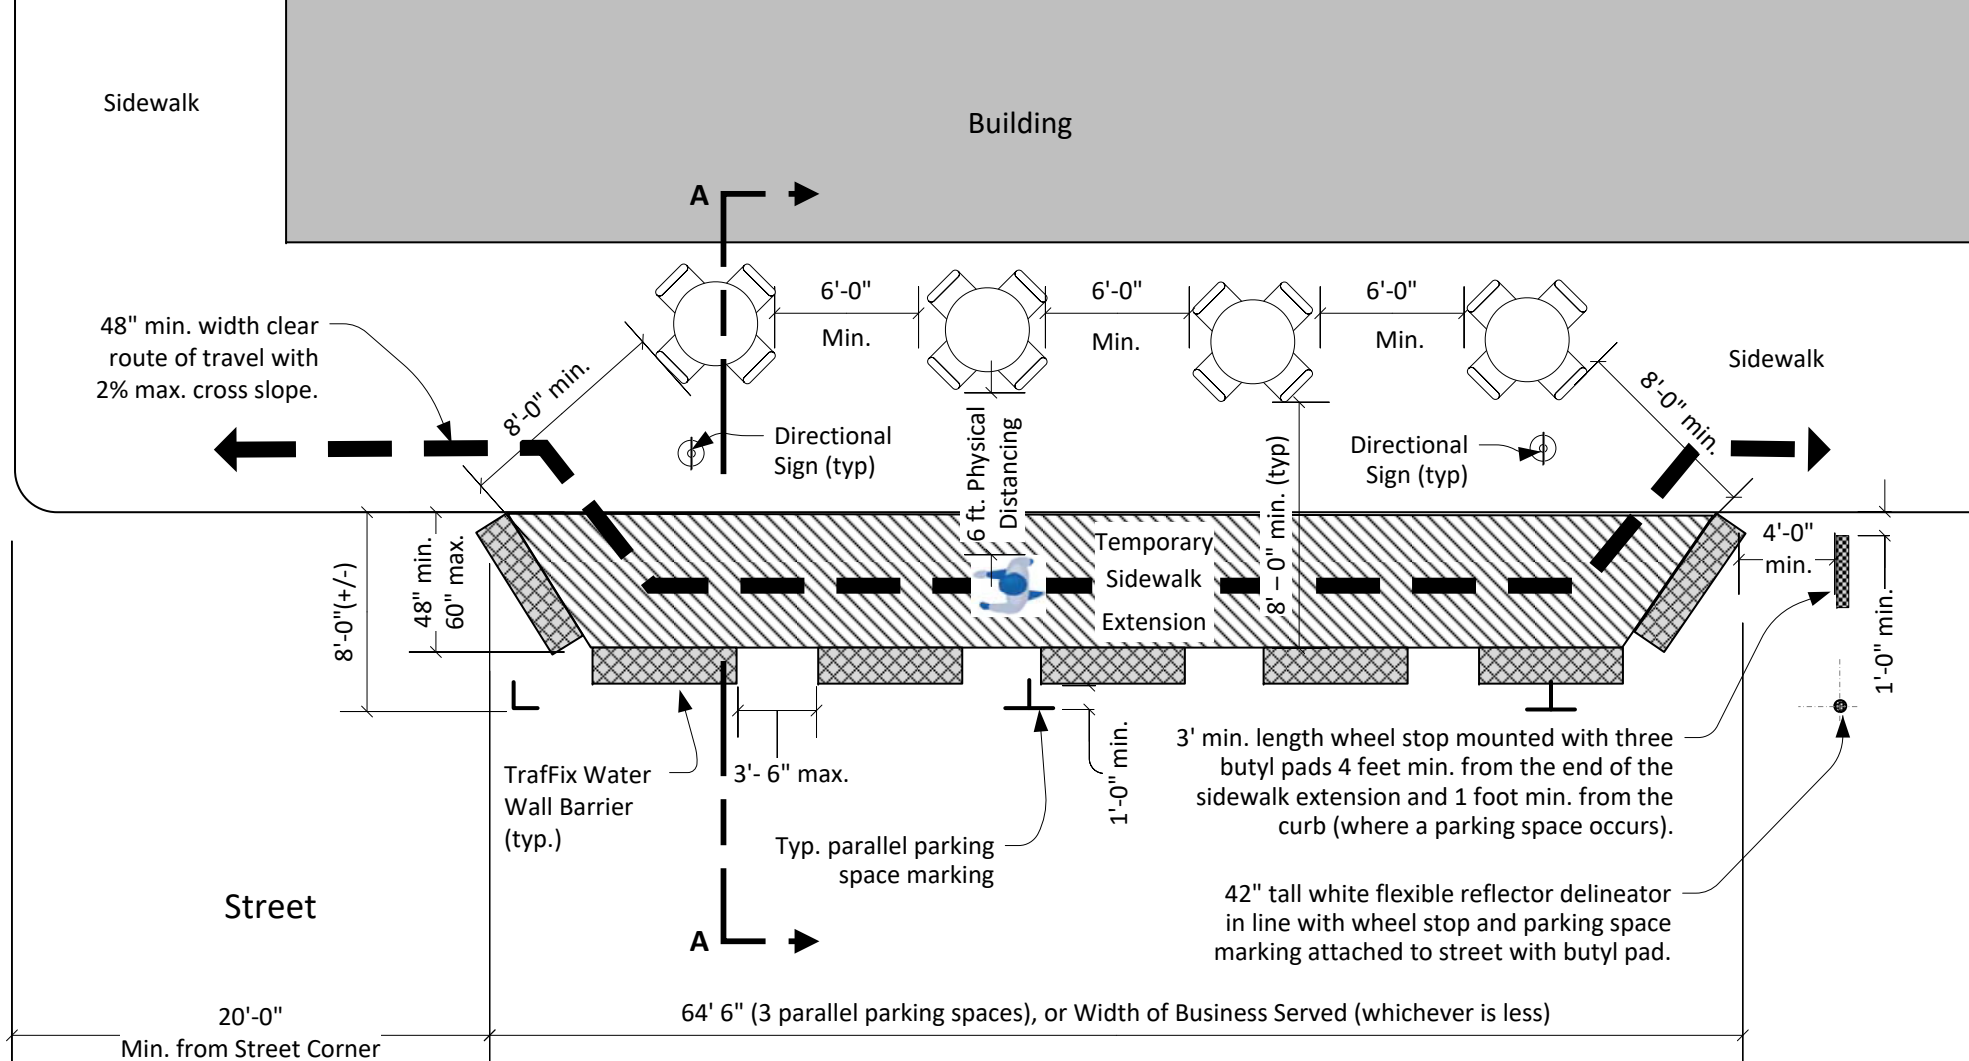 Sidewalk
Building
A
6'-0"
Min.
6'-0"
Min.
6'-0"
Min.
48" min. width clear
route of travel with
2% max. cross slope.
8'-0" min.
Sidewalk
8'-0" min.
Directional
Sign (typ)
6 ft. Physical
Distancing
8' – 0" min. (typ)
Directional
Sign (typ)
8'-0"(+/-)
48" min.
60" max.
Temporary
Sidewalk
Extension
4'-0"
min.
1'-0" min.
TrafFix Water
Wall Barrier
(typ.)
3'- 6" max.
1'-0" min.
Typ. parallel parking
space marking
3' min. length wheel stop mounted with three
butyl pads 4 feet min. from the end of the
sidewalk extension and 1 foot min. from the
curb (where a parking space occurs).
42" tall white flexible reflector delineator
in line with wheel stop and parking space
marking attached to street with butyl pad.
Street
A
20'-0"
Min. from Street Corner
64' 6" (3 parallel parking spaces), or Width of Business Served (whichever is less)